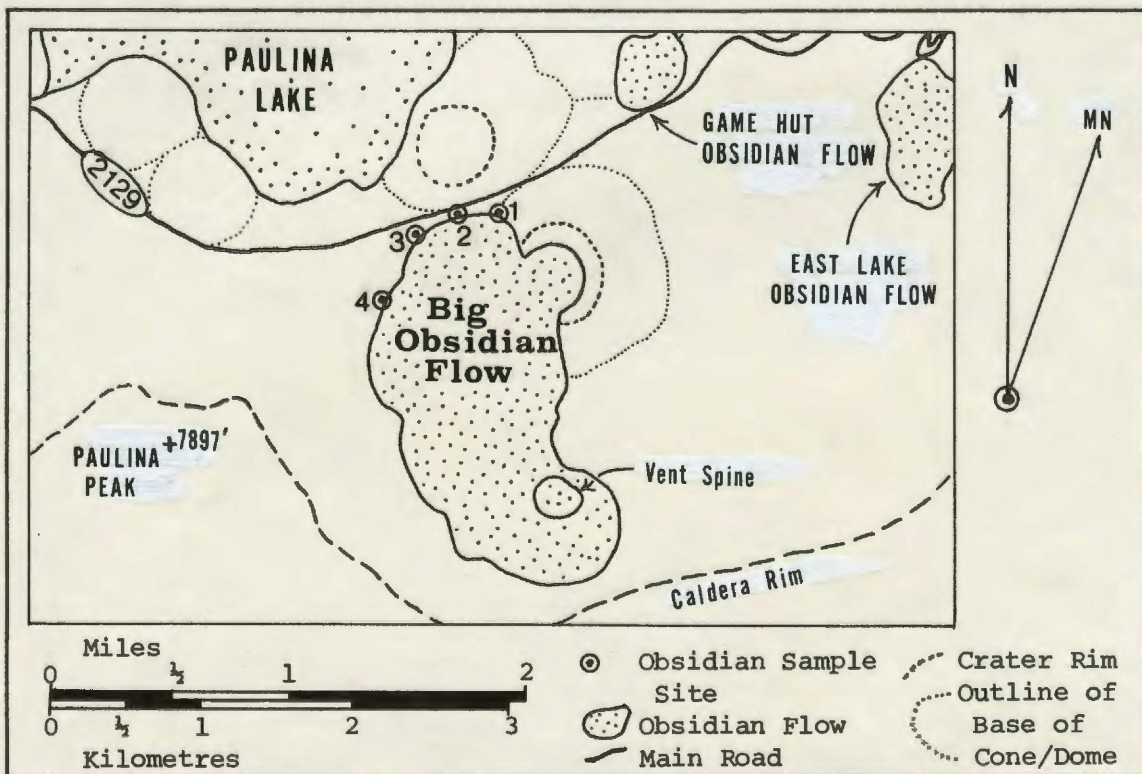 PAULINA
LAKE
N
MN
GAME HUT
OBSIDIAN FLOW
2129
1
2
3
4
EAST LAKE
OBSIDIAN FLOW
Big
Obsidian
Flow
PAULINA +7897'
PEAK
Vent Spine
Caldera Rim
Miles
0 ½ 1 2
0 ½ 1 2 3
Kilometres
Obsidian Sample
Site
Obsidian Flow
Main Road
Crater Rim
Outline of
Base of
Cone/Dome